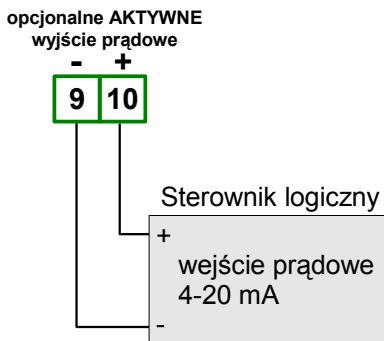 opcjonalne AKTYWNE
wyjście prądowe
- +
9 10
Sterownik logiczny
+
wejście prądowe
4-20 mA
-